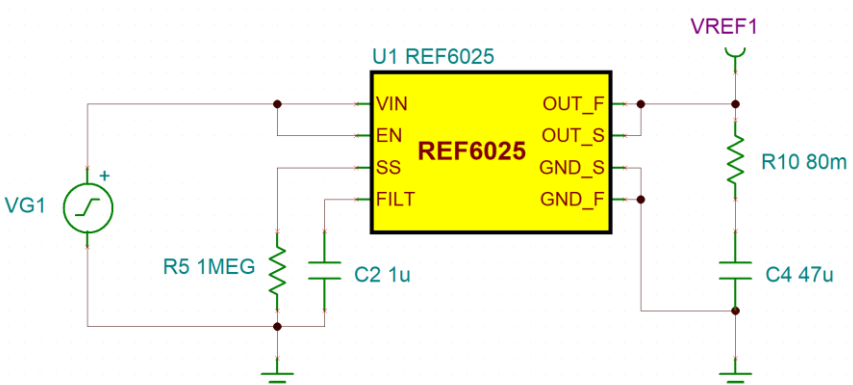 VREF1
U1 REF6025
VIN
OUT_F
EN
OUT_S
REF6025
SS
GND_S
FILT
GND_F
R10 80m
+
VG1
R5 1MEG
C2 1u
C4 47u